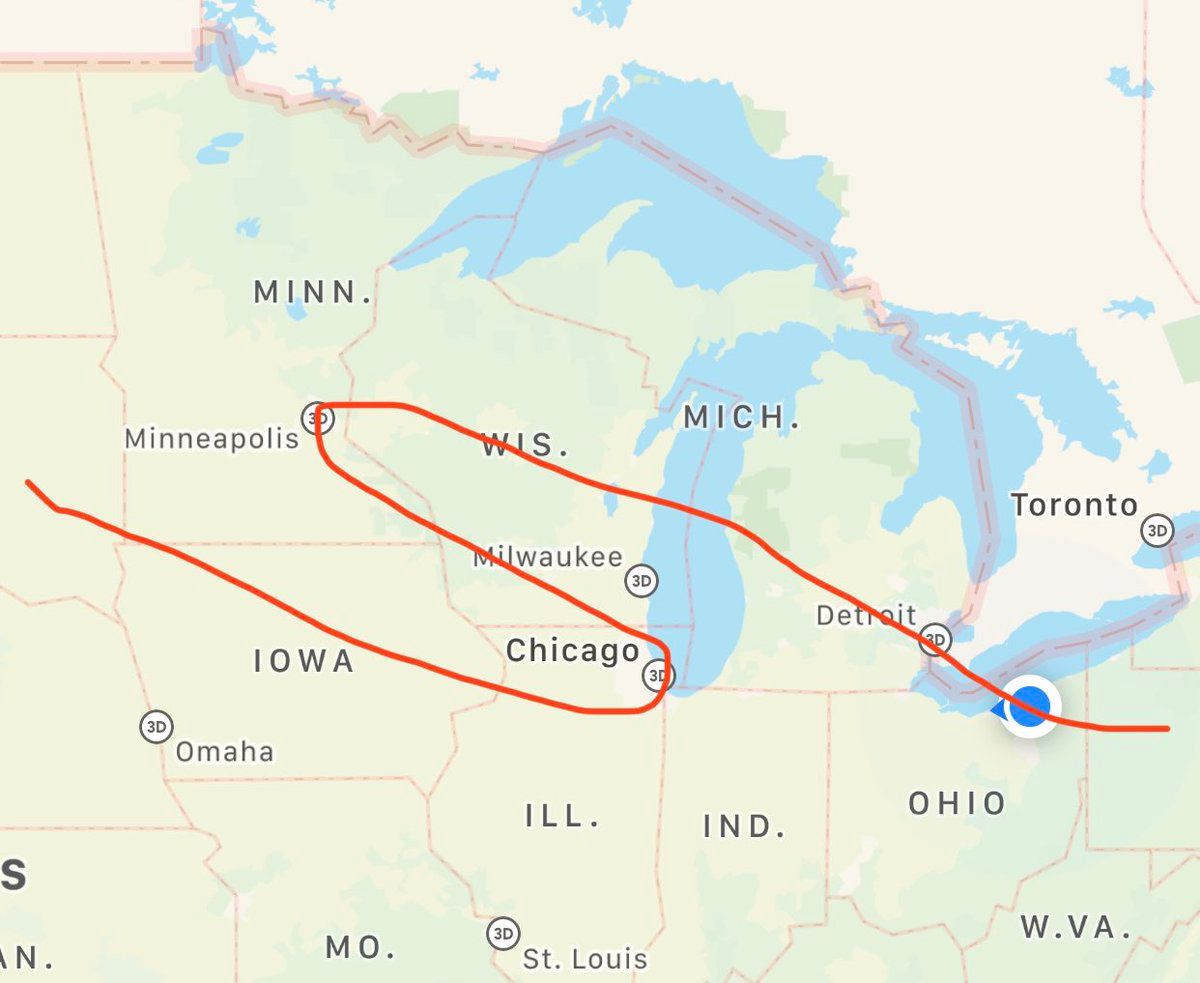 MINN.
3D
Minneapolis
WIS.
MICH.
Toronto
3D
Milwaukee
3D
Detroit
3D
Chicago
3D
IOWA
3D
Omaha
ILL.
IND.
OHIO
S
AN.
MO.
3D
St. Louis
W.VA.